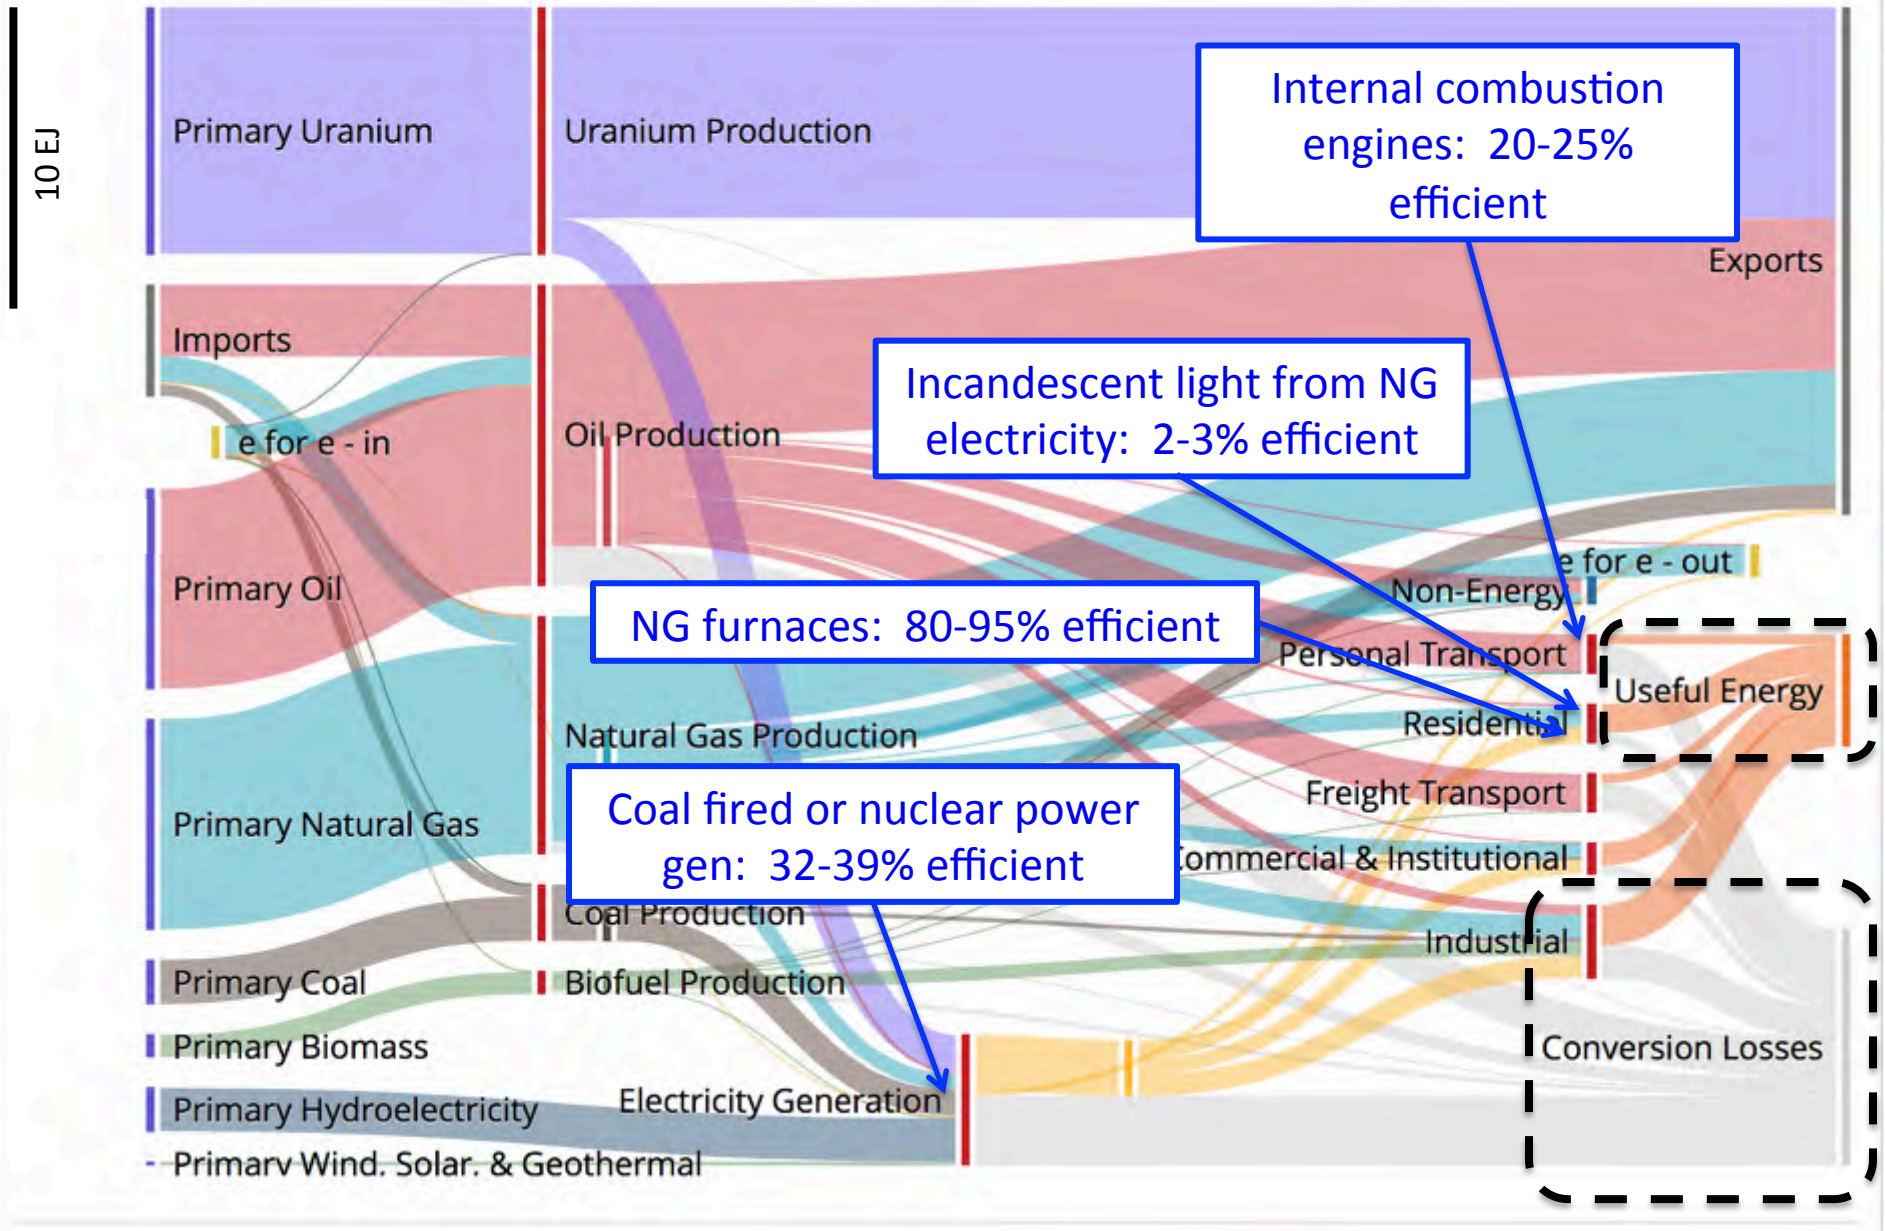 10 EJ
Primary Uranium
Uranium Production
Internal combustion
engines: 20-25%
efficient
Exports
Imports
Incandescent light from NG
electricity: 2-3% efficient
e for e - in
Oil Production
e for e - out
Non-Energy
Primary Oil
NG furnaces: 80-95% efficient
Personal Transport
Useful Energy
Residential
Natural Gas Production
Coal fired or nuclear power
gen: 32-39% efficient
Freight Transport
Primary Natural Gas
Commercial & Institutional
Coal Production
Industrial
Primary Coal
Biofuel Production
Primary Biomass
Conversion Losses
Primary Hydroelectricity
Electricity Generation
Primary Wind, Solar, & Geothermal